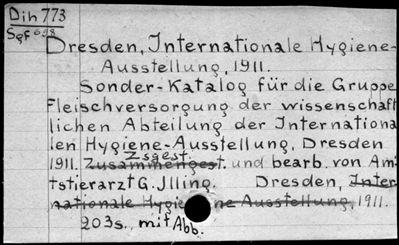 Dih 773
Sgf 698
Dresden, Internationale Hygiene-
Ausstellung, 1911.
Sonder-Katalog für die Gruppe
Fleischversorgung der wissenschaft
lichen Abteilung der Internationa
len Hygiene-Ausstellung, Dresden
Zsgest.
1911. Zusammengest. und bearb. von Am
tstierarzt G. Illing. Dresden, Inter
nationale Hygiene Ausstellung, 1911.
203s. mit Abb.